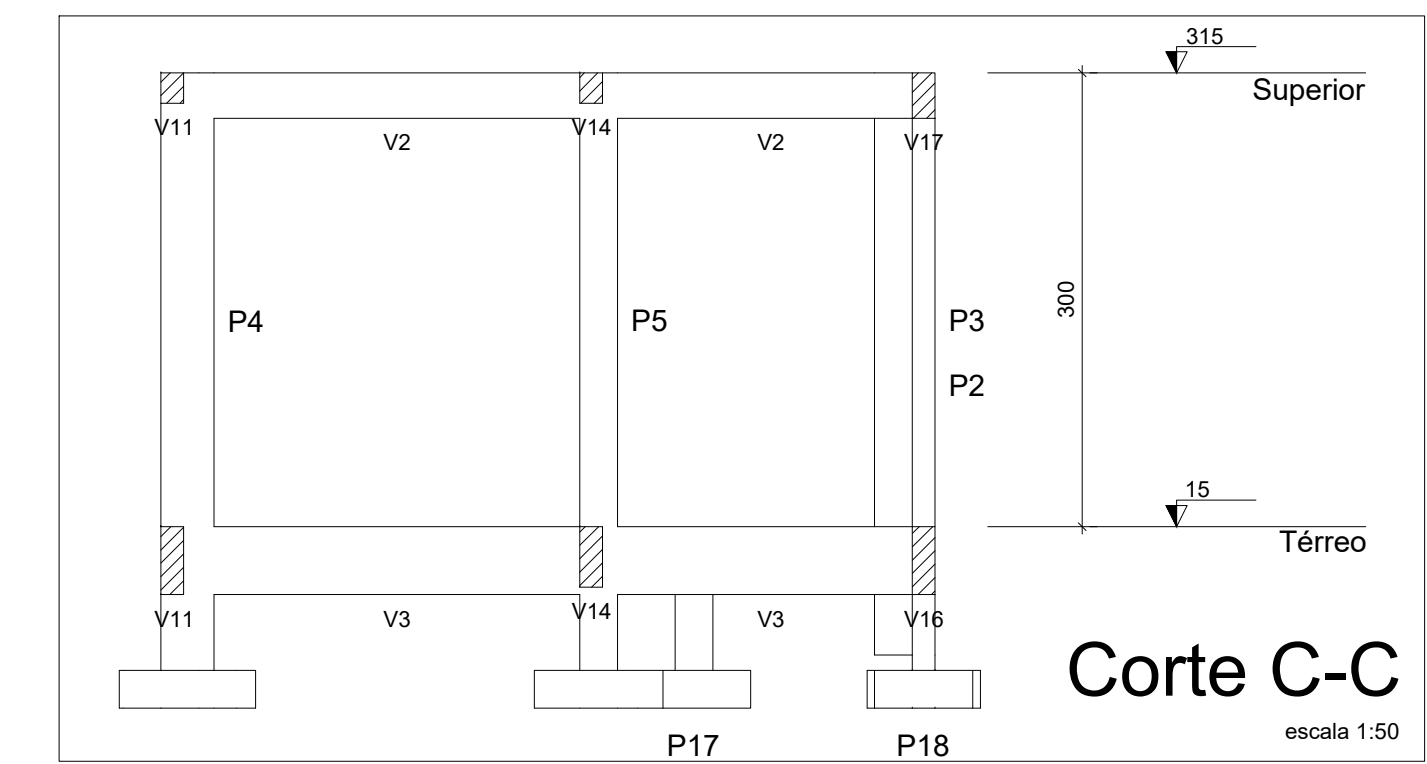 315
Superior
V11
V2
V14
V2
V17
P4
P5
P3
300
P2
15
Térreo
V11
V3
V14
V3
V16
Corte C-C
escala 1:50
P17
P18